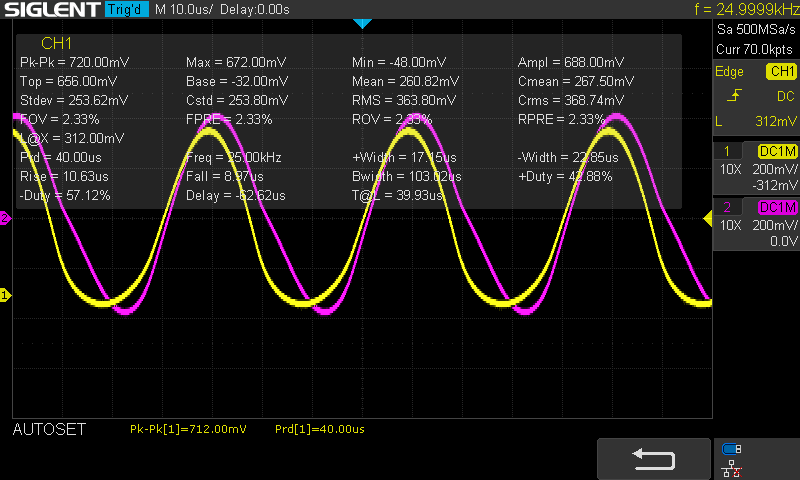 SIGLENT Trig'd M 10.0us/ Delay:0.00s f = 24.9999kHz
Sa 500MSa/s
Curr 70.0kpts
CH1
Pk-Pk = 720.00mV Max = 672.00mV Min = -48.00mV Ampl = 688.00mV
Top = 656.00mV Base = -32.00mV Mean = 260.82mV Cmean = 267.50mV
Stdev = 253.62mV Cstd = 253.80mV RMS = 363.80mV Crms = 368.74mV
FOV = 2.33% FPRE = 2.33% ROV = 2.33% RPRE = 2.33%
L@X = 312.00mV
Prd = 40.00us Freq = 25.00kHz +Width = 17.15us -Width = 22.85us
Rise = 10.63us Fall = 8.97us Bwidth = 103.02us +Duty = 42.88%
-Duty = 57.12% Delay = -62.62us T@L = 39.93us
Edge CH1
DC
L 312mV
1 DC1M
10X 200mV/
-312mV
2 DC1M
10X 200mV/
0.0V
2
1
AUTOSET Pk-Pk[1]=712.00mV Prd[1]=40.00us